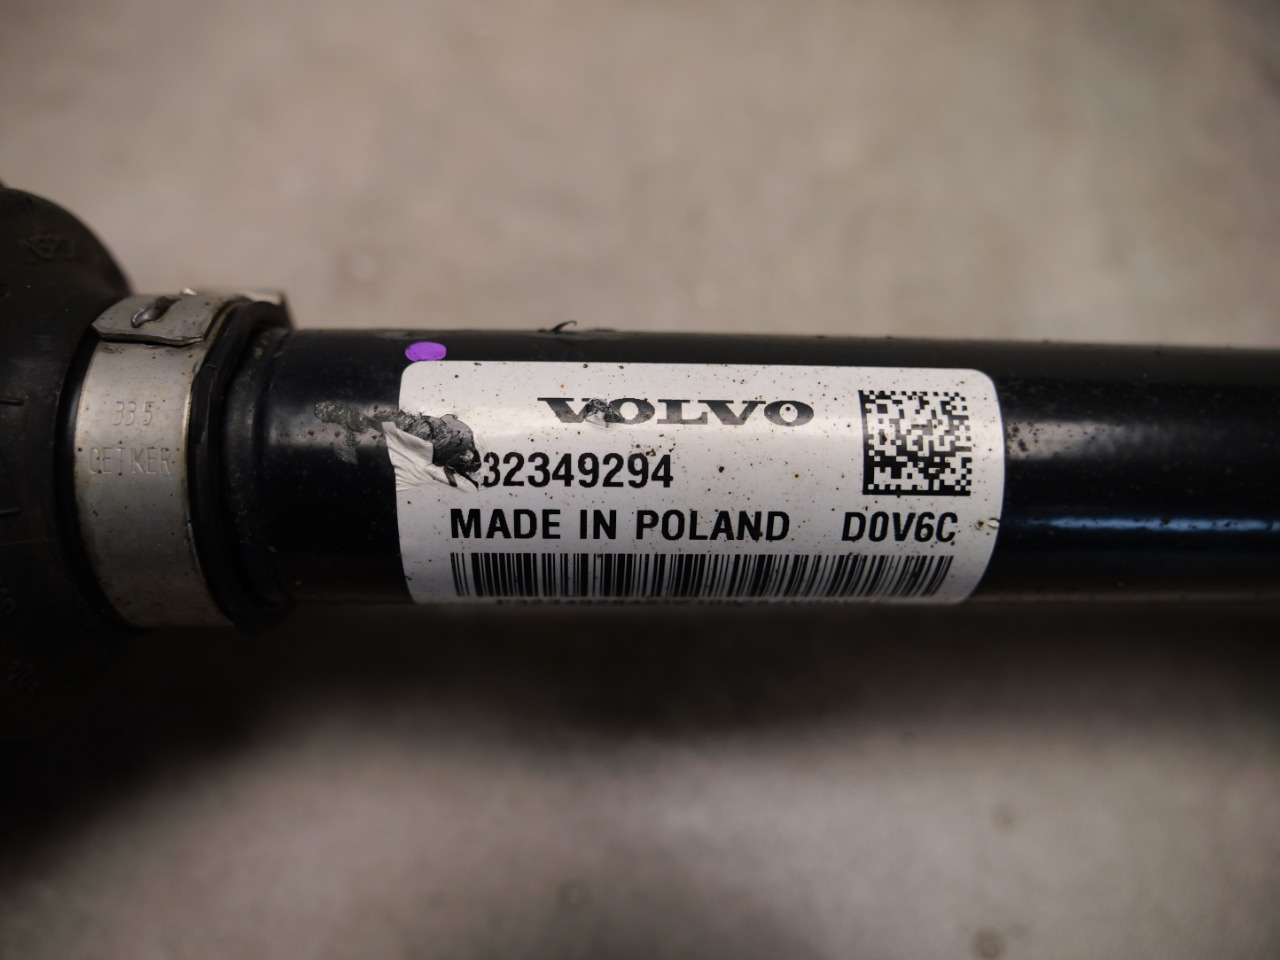 33,5
OETIKER
VOLVO
32349294
MADE IN POLAND D0V6C